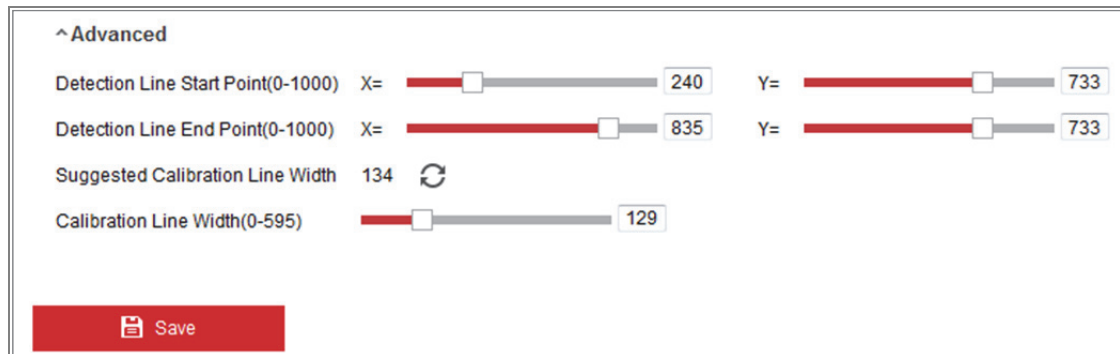 ^Advanced
Detection Line Start Point(0-1000) X= 240 Y= 733
Detection Line End Point(0-1000) X= 835 Y= 733
Suggested Calibration Line Width 134
Calibration Line Width(0-595) 129
Save